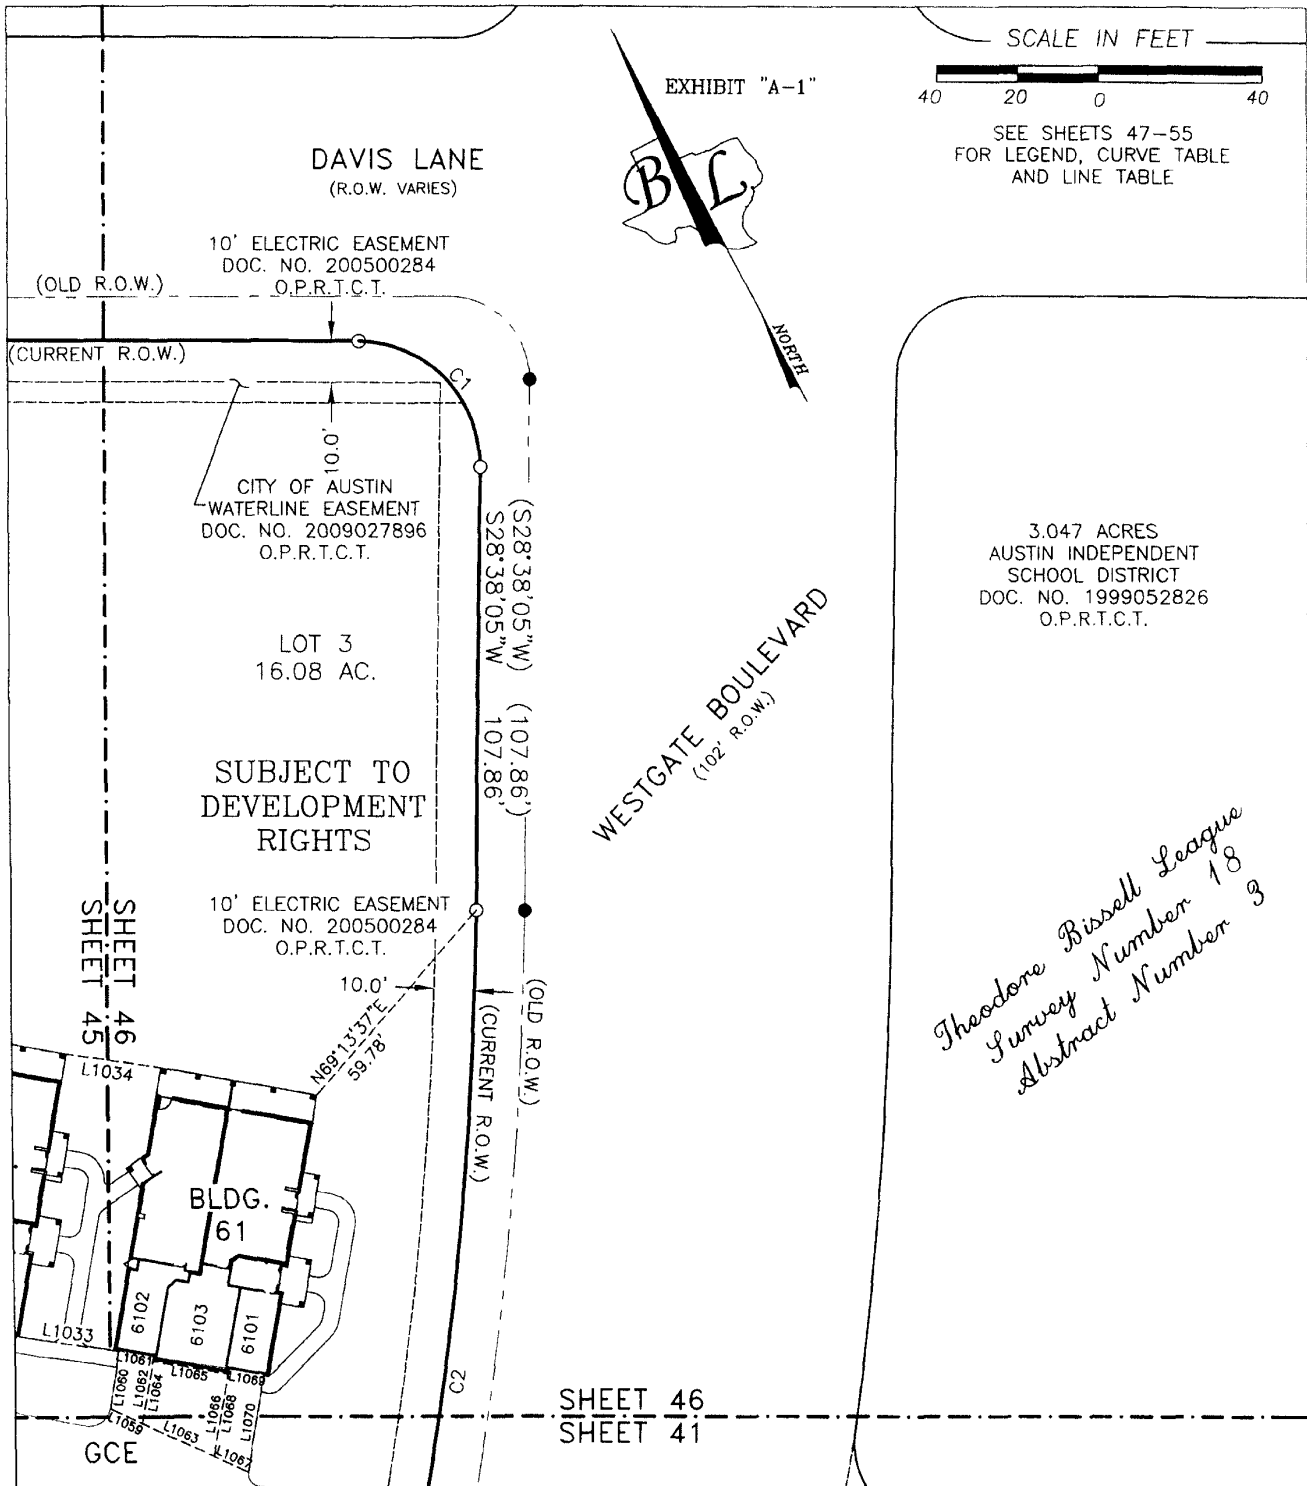 SCALE IN FEET
40 20 0 40
EXHIBIT "A-1"
SEE SHEETS 47-55
FOR LEGEND, CURVE TABLE
AND LINE TABLE
B L
NORTH
DAVIS LANE
(R.O.W. VARIES)
10' ELECTRIC EASEMENT
DOC. NO. 200500284
O.P.R.T.C.T.
(OLD R.O.W.)
(CURRENT R.O.W.)
C1
10.0'
CITY OF AUSTIN
WATERLINE EASEMENT
DOC. NO. 2009027896
O.P.R.T.C.T.
(S28°38'05"W) (107.86')
S28°38'05"W 107.86'
3.047 ACRES
AUSTIN INDEPENDENT
SCHOOL DISTRICT
DOC. NO. 1999052826
O.P.R.T.C.T.
LOT 3
16.08 AC.
WESTGATE BOULEVARD
(102' R.O.W.)
SUBJECT TO
DEVELOPMENT
RIGHTS
Theodore Bissell League
Survey Number 18
Abstract Number 3
10' ELECTRIC EASEMENT
DOC. NO. 200500284
O.P.R.T.C.T.
SHEET 46
SHEET 45
10.0'
N69°13'37"E
59.78'
(OLD R.O.W.)
(CURRENT R.O.W.)
L1034
BLDG.
61
6102
6103
6101
L1033
L1061
L1065
L1069
L1060
L1062
L1064
L1066
L1068
L1070
L1059
L1063
L1067
C2
SHEET 46
SHEET 41
GCE